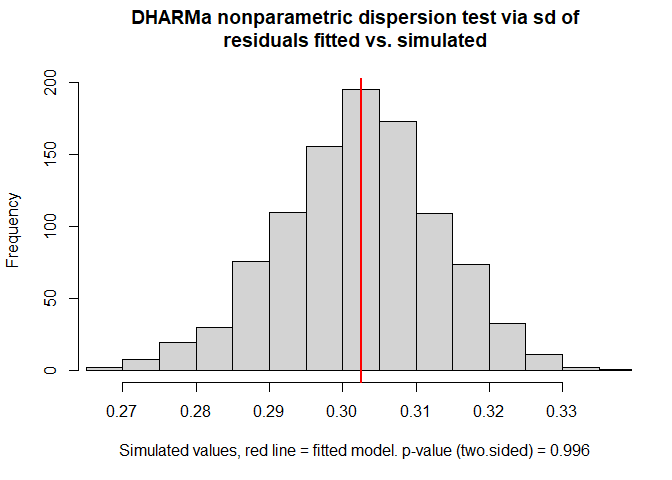 DHARMa nonparametric dispersion test via sd of
residuals fitted vs. simulated
Frequency
200
150
100
50
0
0.27 0.28 0.29 0.30 0.31 0.32 0.33
Simulated values, red line = fitted model. p-value (two.sided) = 0.996